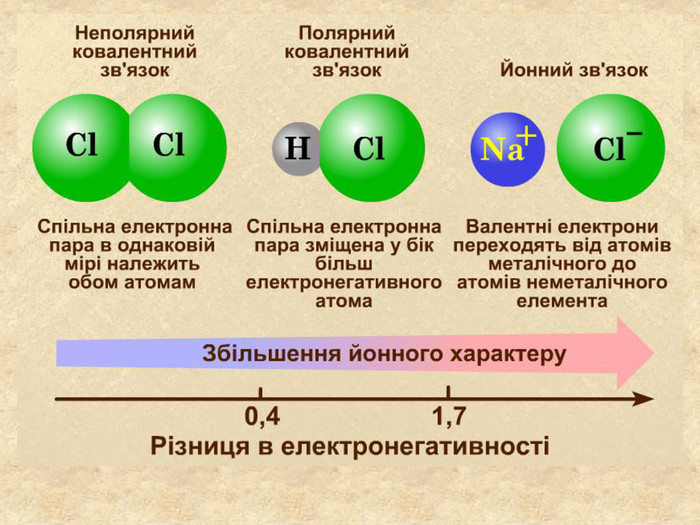 Неполярний
ковалентний
зв'язок
Полярний
ковалентний
зв'язок
Йонний зв'язок
Cl Cl
H Cl
Na+ Cl−
Спільна електронна
пара в однаковій
мірі належить
обом атомам
Спільна електронна
пара зміщена у бік
більш
електронегативного
атома
Валентні електрони
переходять від атомів
металічного до
атомів неметалічного
елемента
Збільшення йонного характеру
0,4 1,7
Різниця в електронегативності